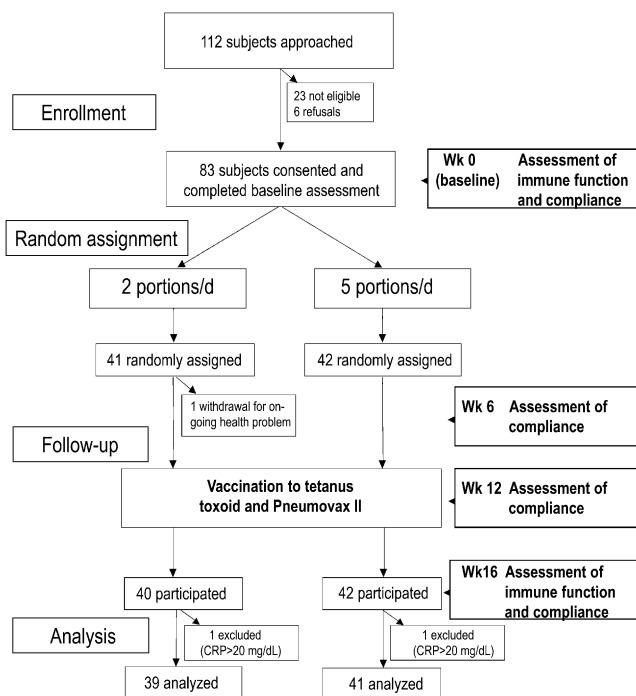 112 subjects approached
23 not eligible
6 refusals
Enrollment
83 subjects consented and
completed baseline assessment
Wk 0 Assessment of
(baseline) immune function
and compliance
Random assignment
2 portions/d
5 portions/d
41 randomly assigned
42 randomly assigned
1 withdrawal for on-
going health problem
Wk 6 Assessment of
compliance
Follow-up
Vaccination to tetanus
toxoid and Pneumovax II
Wk 12 Assessment of
compliance
40 participated
42 participated
Wk16 Assessment of
immune function
and compliance
Analysis
1 excluded
(CRP>20 mg/dL)
1 excluded
(CRP>20 mg/dL)
39 analyzed
41 analyzed